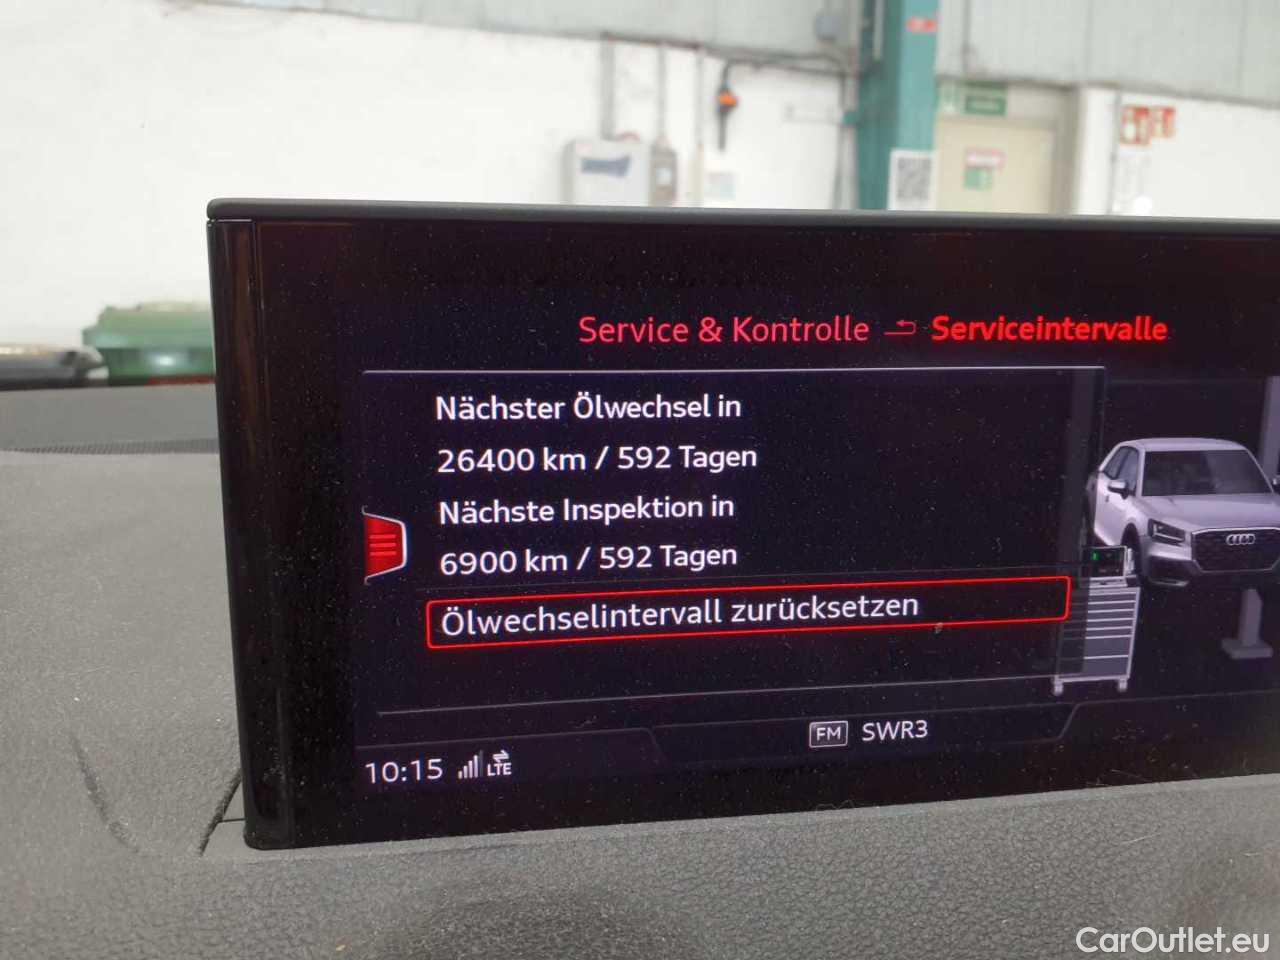 Service & Kontrolle Serviceintervalle
Nächster Ölwechsel in
26400 km / 592 Tagen
Nächste Inspektion in
6900 km / 592 Tagen
Ölwechselintervall zurücksetzen
FM SWR3
10:15 LTE
CarOutlet.eu